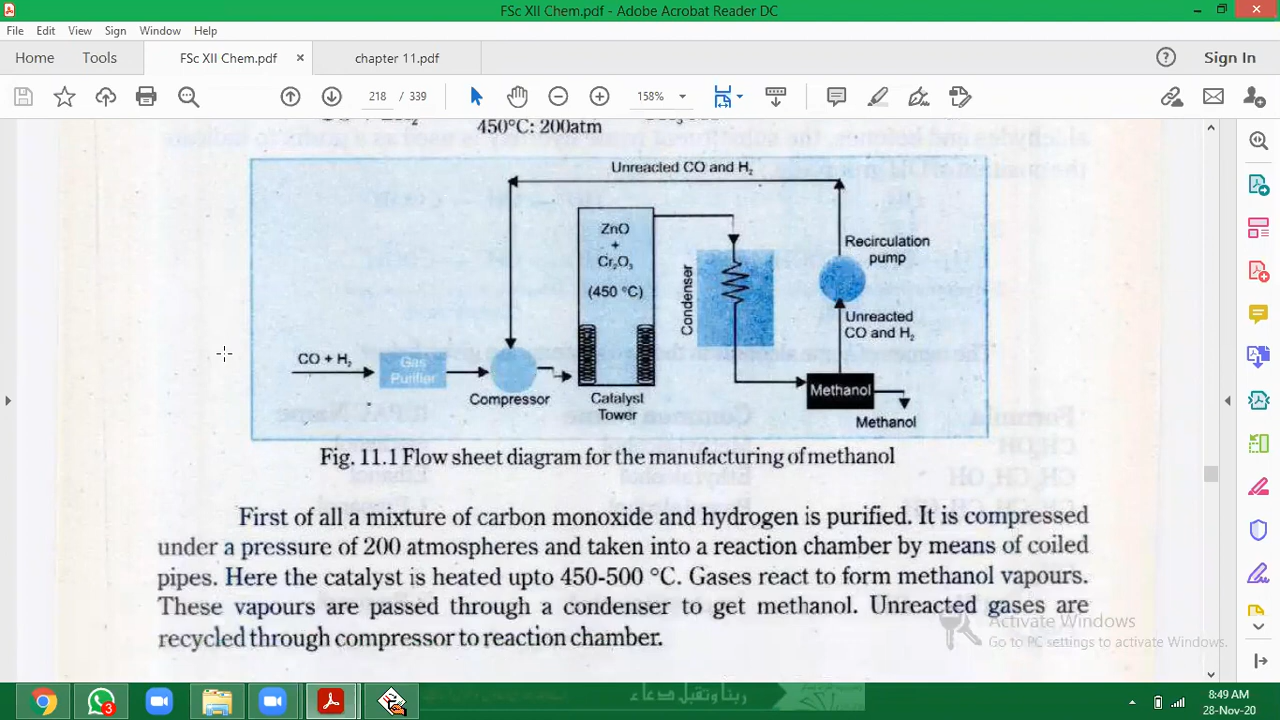 FSc XII Chem.pdf - Adobe Acrobat Reader DC
File Edit View Sign Window Help
Home Tools FSc XII Chem.pdf × chapter 11.pdf ? Sign In
218 / 339 158%
450°C: 200atm
Unreacted CO and H₂
ZnO
+
Cr₂O₃
(450 °C)
Condenser
Recirculation
pump
Unreacted
CO and H₂
CO + H₂
Gas
Purifier
Compressor
Catalyst
Tower
Methanol
Methanol
Fig. 11.1 Flow sheet diagram for the manufacturing of methanol
First of all a mixture of carbon monoxide and hydrogen is purified. It is compressed
under a pressure of 200 atmospheres and taken into a reaction chamber by means of coiled
pipes. Here the catalyst is heated upto 450-500 °C. Gases react to form methanol vapours.
These vapours are passed through a condenser to get methanol. Unreacted gases are
recycled through compressor to reaction chamber.
Activate Windows
Go to PC settings to activate Windows.
3
ربنا وتقبل دعاء
8:49 AM
28-Nov-20